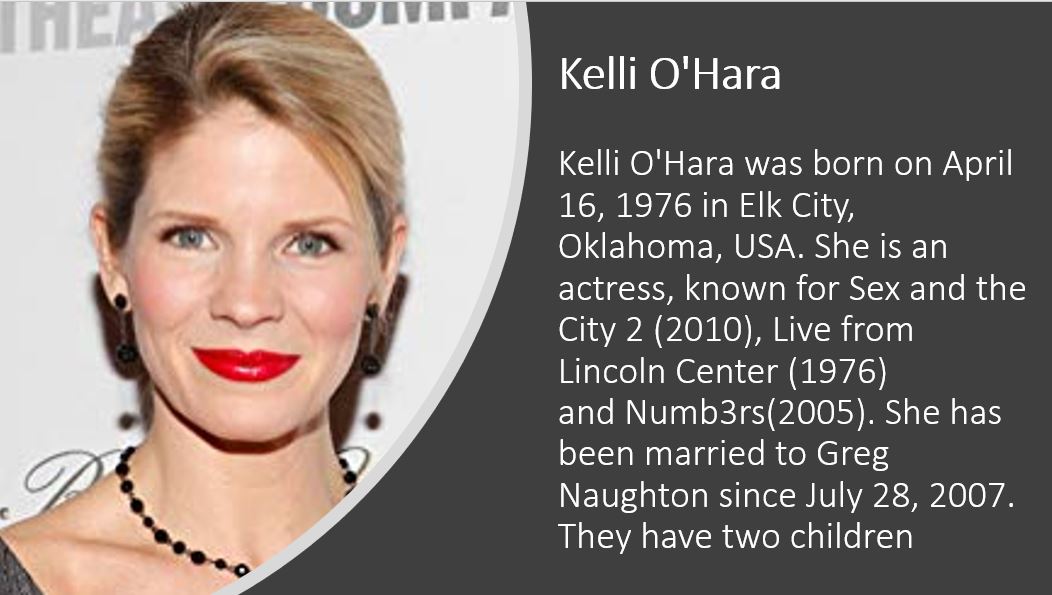 Kelli O'Hara
Kelli O'Hara was born on April
16, 1976 in Elk City,
Oklahoma, USA. She is an
actress, known for Sex and the
City 2 (2010), Live from
Lincoln Center (1976)
and Numb3rs(2005). She has
been married to Greg
Naughton since July 28, 2007.
They have two children